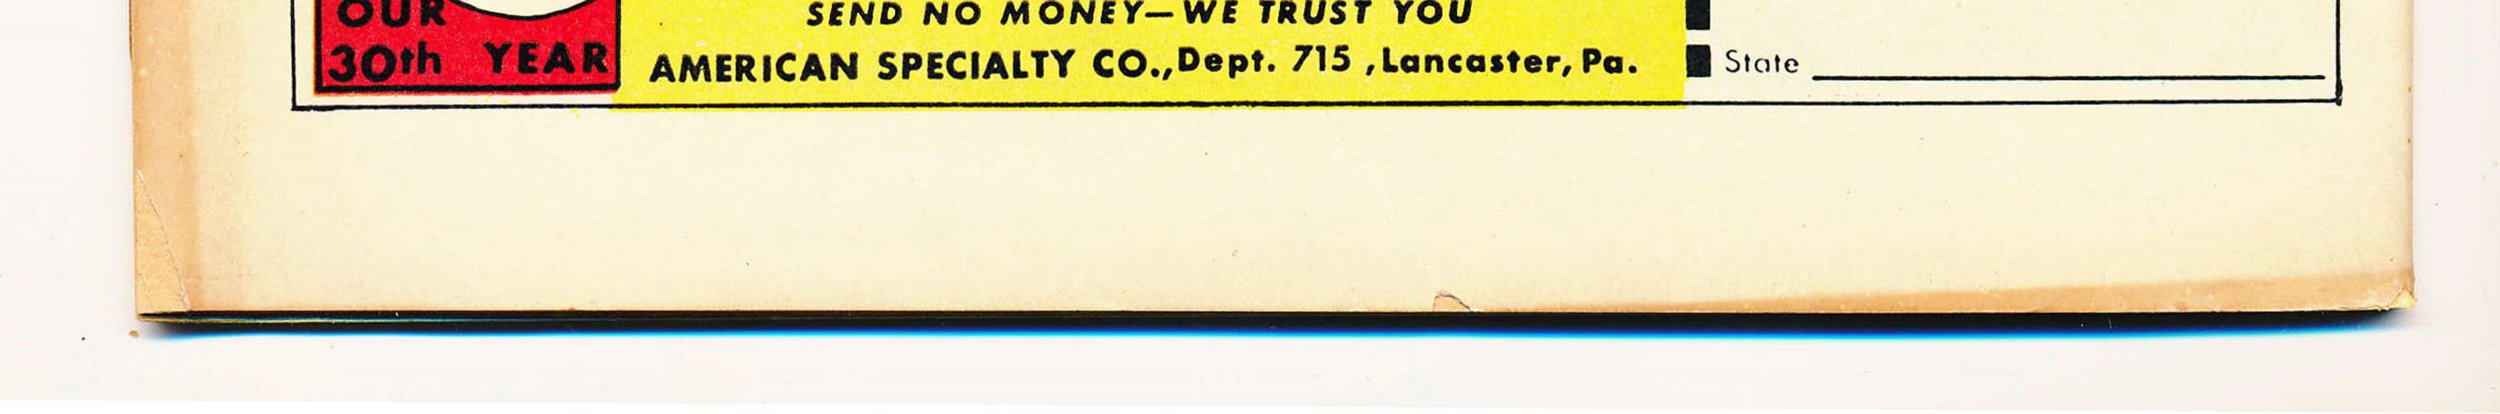 OUR
30th YEAR
SEND NO MONEY—WE TRUST YOU
AMERICAN SPECIALTY CO., Dept. 715 , Lancaster, Pa.
State